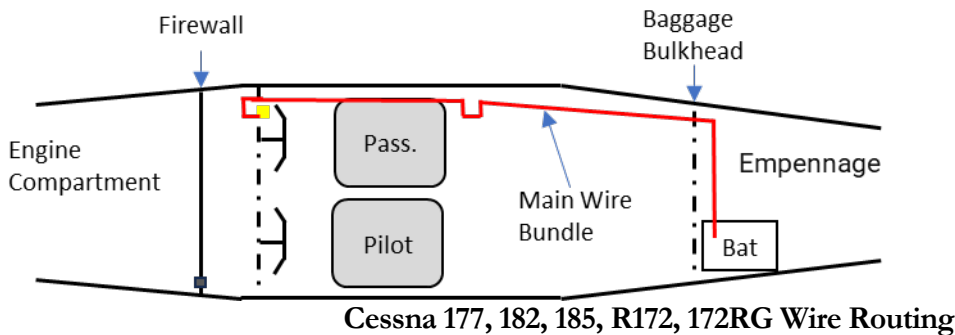 Firewall
Baggage
Bulkhead
Engine
Compartment
Pass.
Pilot
Main Wire
Bundle
Empennage
Bat
Cessna 177, 182, 185, R172, 172RG Wire Routing